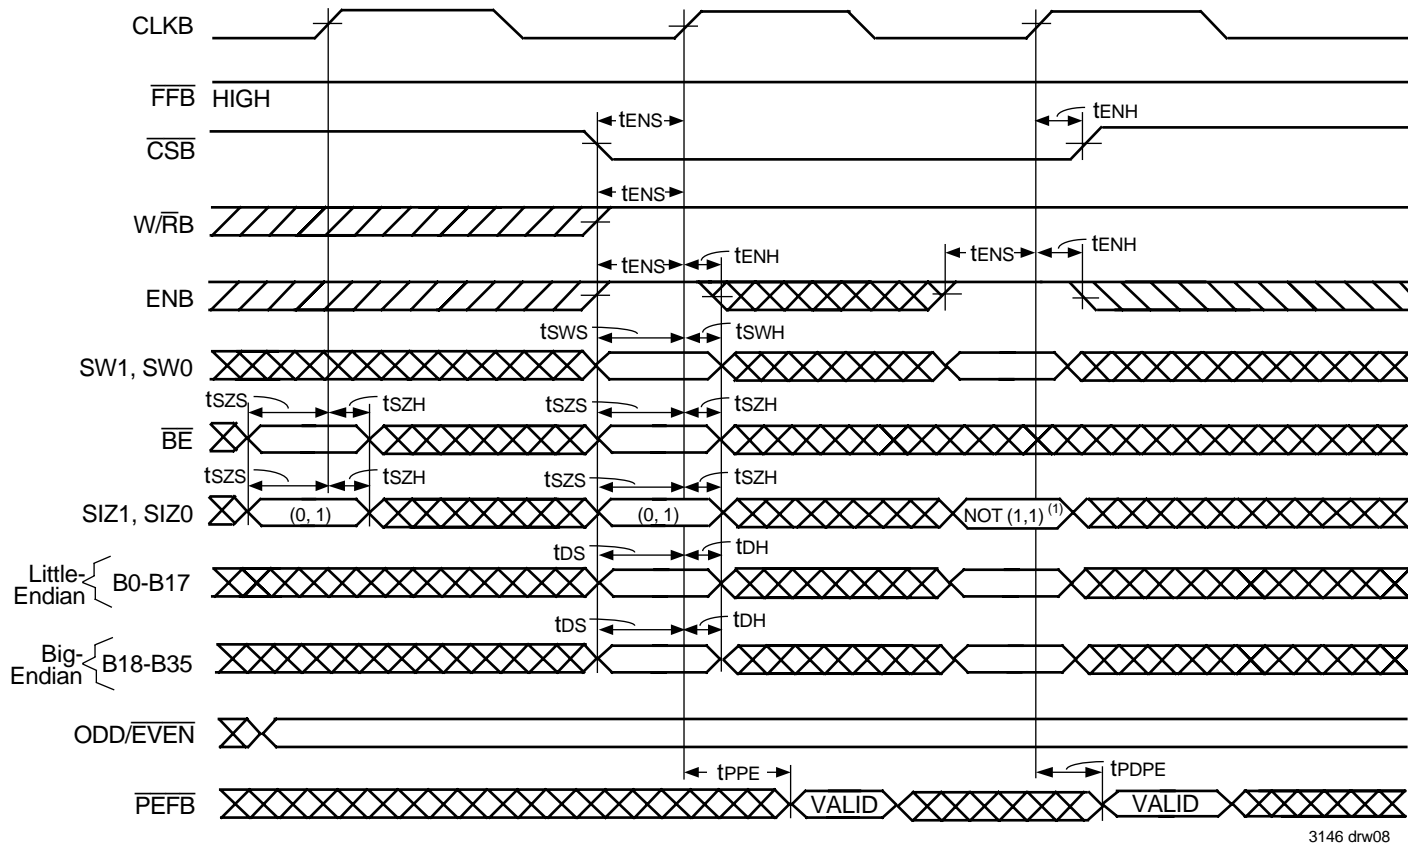 CLKB
FFB HIGH
tENS tENH
CSB
tENS
W/RB
tENS tENH tENS tENH
ENB
tSWS tSWH
SW1, SW0
tSZS tSZH tSZS tSZH
BE
tSZS tSZH tSZS tSZH
SIZ1, SIZ0 (0, 1) (0, 1) NOT (1,1) (1)
tDS tDH
Little-Endian B0-B17
tDS tDH
Big-Endian B18-B35
ODD/EVEN
tPPE tPDPE
PEFB VALID VALID
3146 drw08